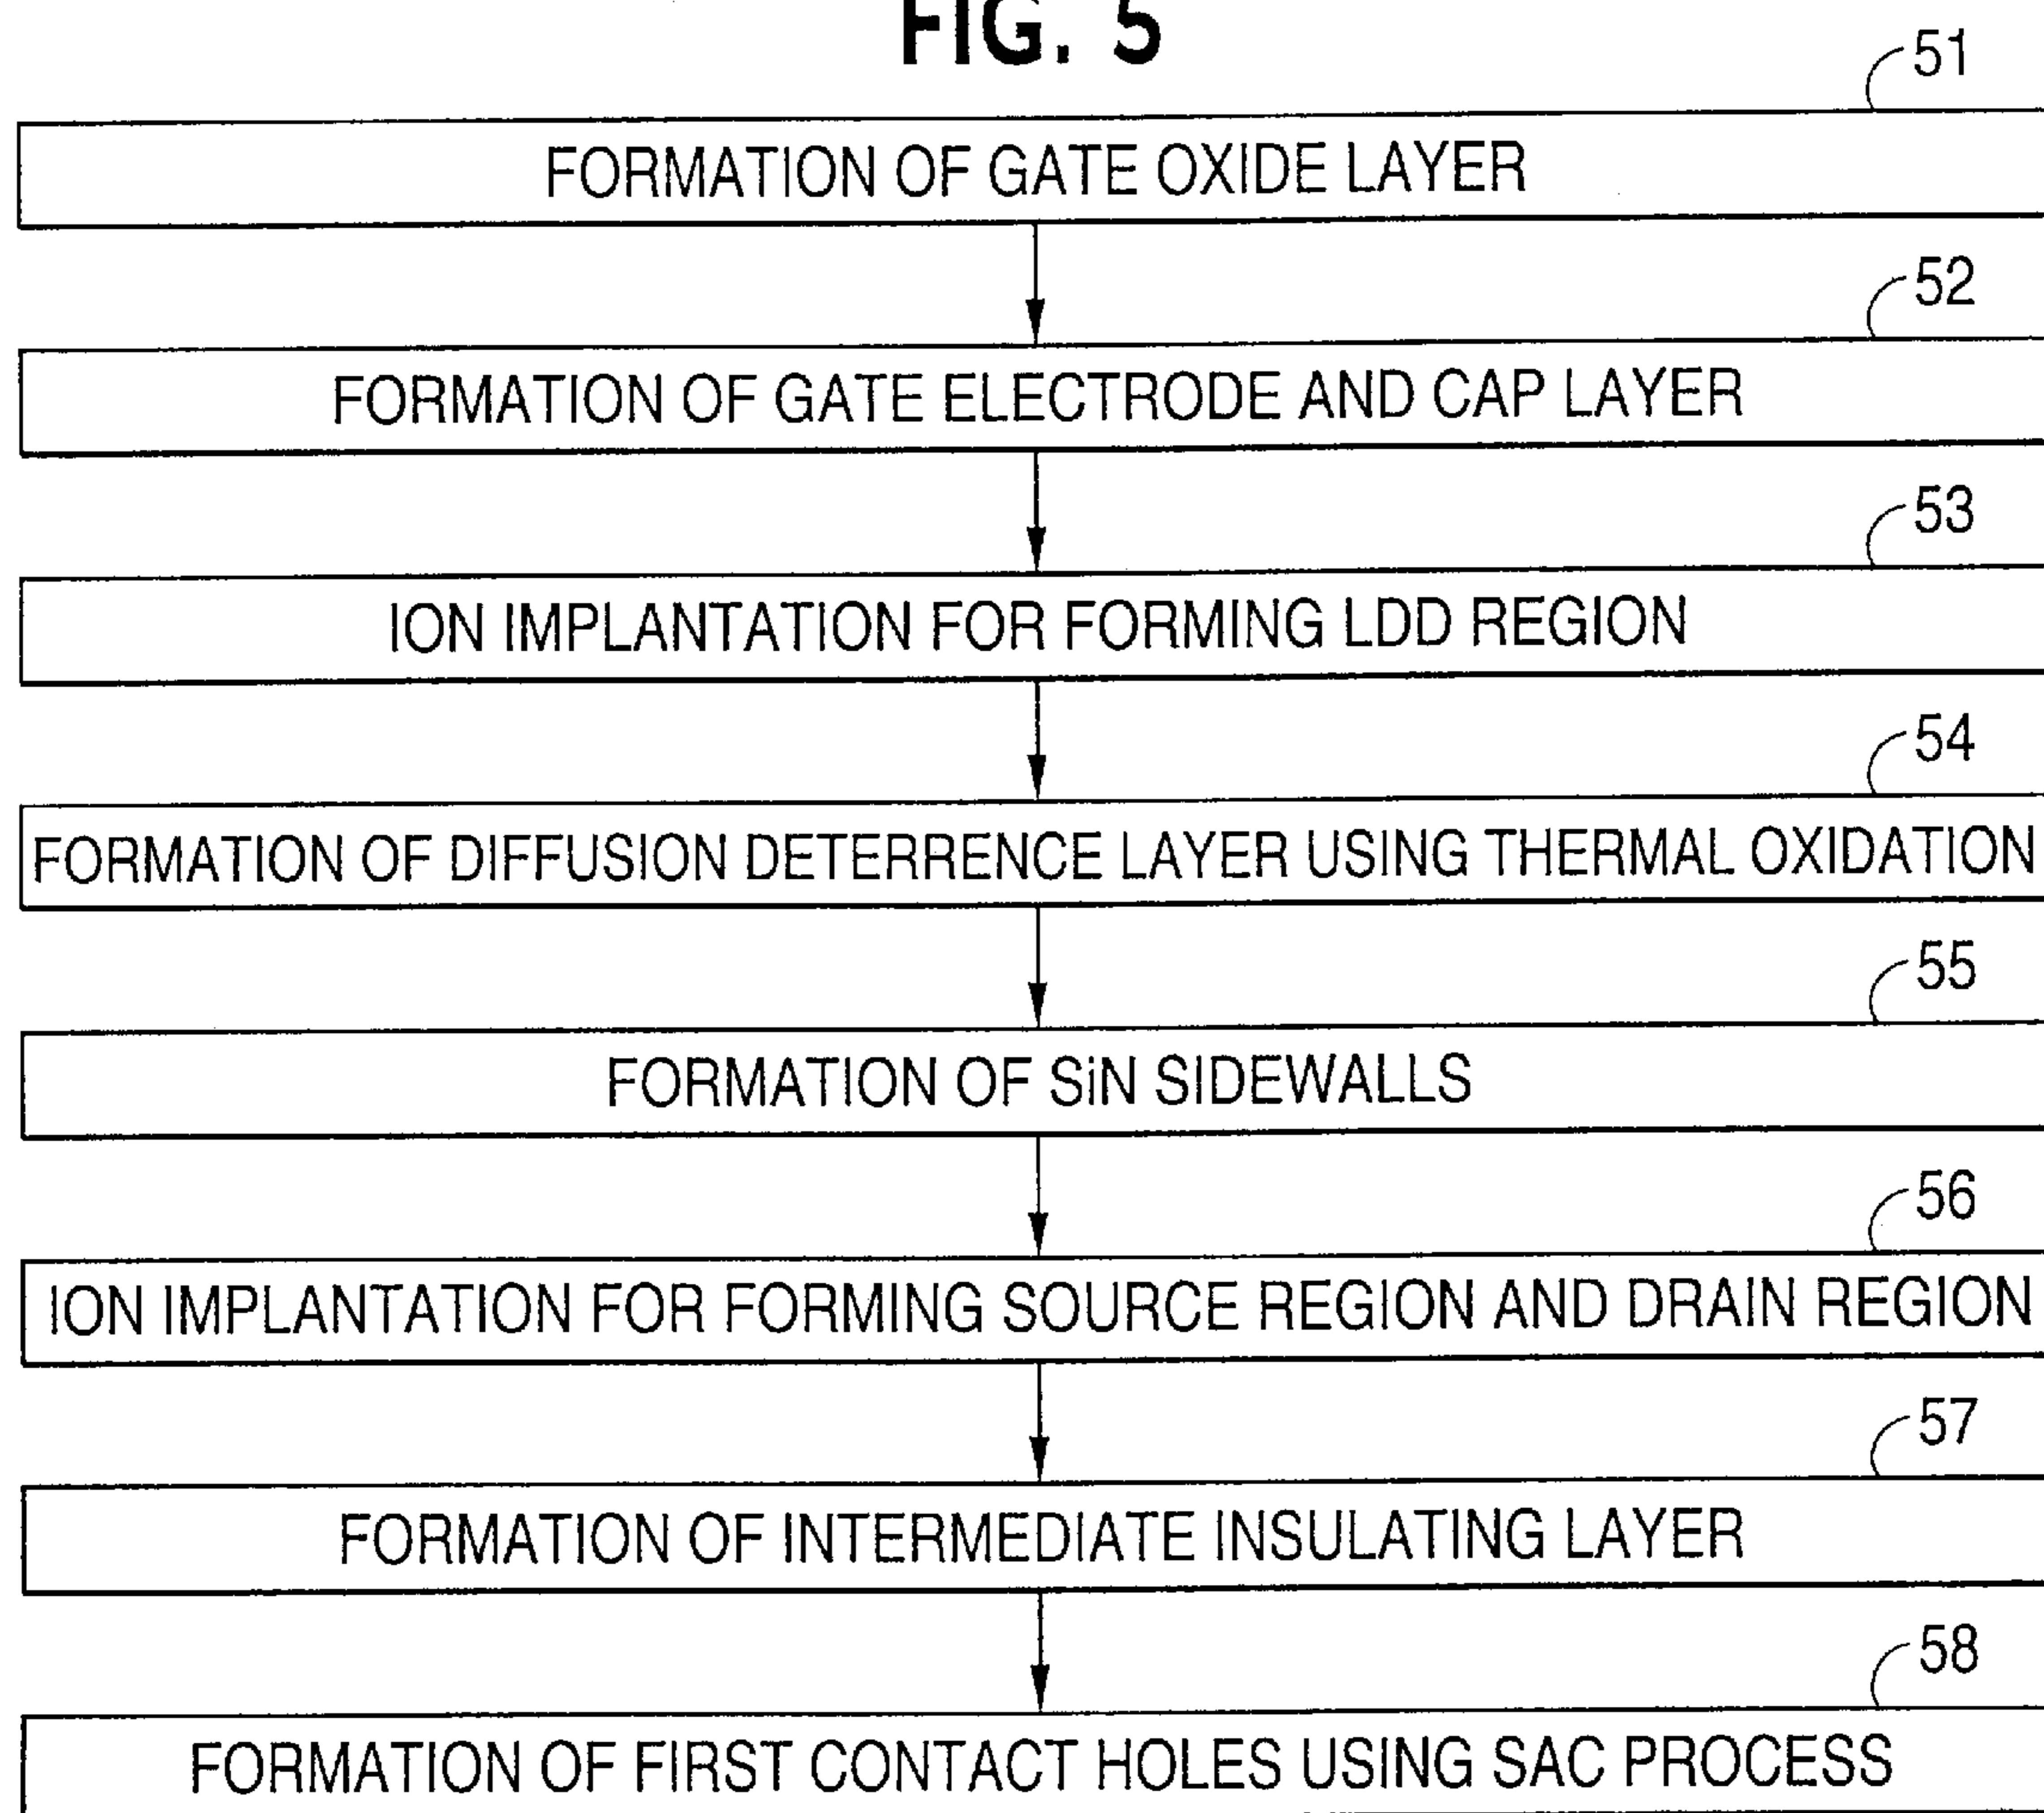 FIG. 5
51
FORMATION OF GATE OXIDE LAYER
52
FORMATION OF GATE ELECTRODE AND CAP LAYER
53
ION IMPLANTATION FOR FORMING LDD REGION
54
FORMATION OF DIFFUSION DETERRENCE LAYER USING THERMAL OXIDATION
55
FORMATION OF SiN SIDEWALLS
56
ION IMPLANTATION FOR FORMING SOURCE REGION AND DRAIN REGION
57
FORMATION OF INTERMEDIATE INSULATING LAYER
58
FORMATION OF FIRST CONTACT HOLES USING SAC PROCESS